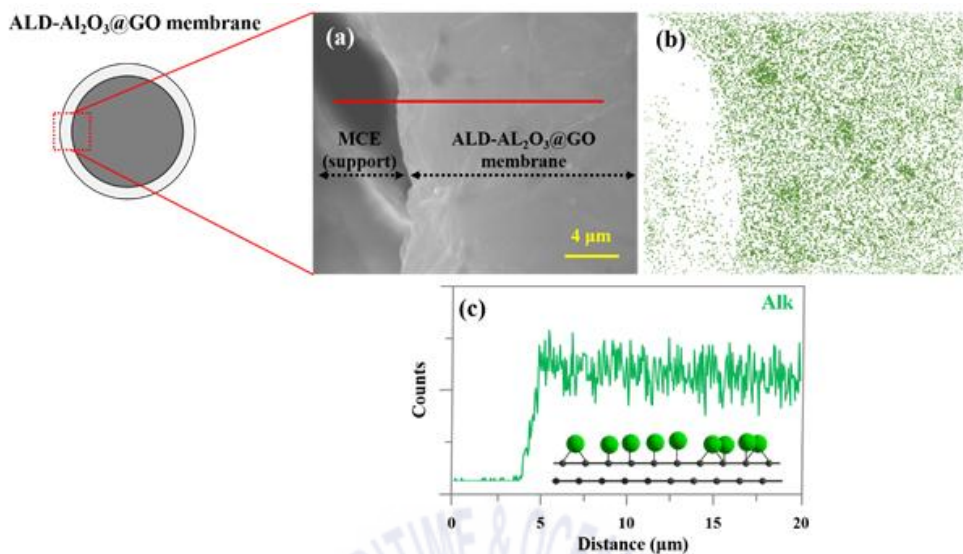 ALD-Al₂O₃@GO membrane
(a)
MCE
(support)
ALD-AL₂O₃@GO
membrane
4 μm
(b)
(c)
Alk
Counts
0
5
10
15
20
Distance (μm)